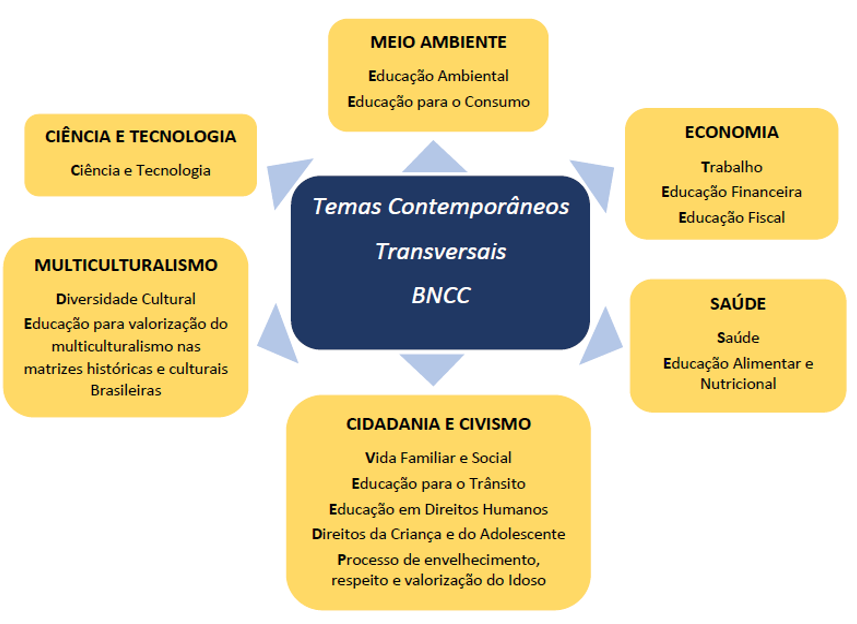 MEIO AMBIENTE
Educação Ambiental
Educação para o Consumo
CIÊNCIA E TECNOLOGIA
Ciência e Tecnologia
ECONOMIA
Trabalho
Educação Financeira
Educação Fiscal
Temas Contemporâneos
Transversais
BNCC
MULTICULTURALISMO
Diversidade Cultural
Educação para valorização do
multiculturalismo nas
matrizes históricas e culturais
Brasileiras
SAÚDE
Saúde
Educação Alimentar e
Nutricional
CIDADANIA E CIVISMO
Vida Familiar e Social
Educação para o Trânsito
Educação em Direitos Humanos
Direitos da Criança e do Adolescente
Processo de envelhecimento,
respeito e valorização do Idoso